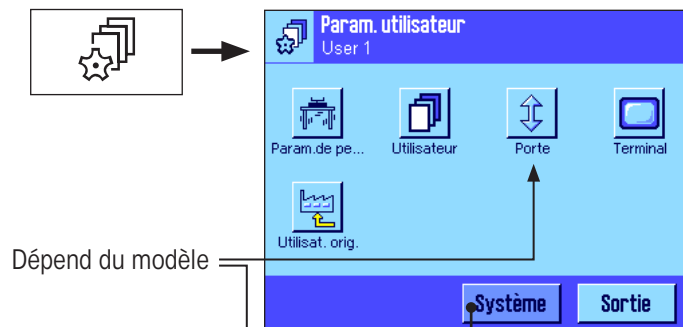 Param. utilisateur
User 1
Param.de pe...
Utilisateur
Porte
Terminal
Utilisat. orig.
Dépend du modèle
Système
Sortie